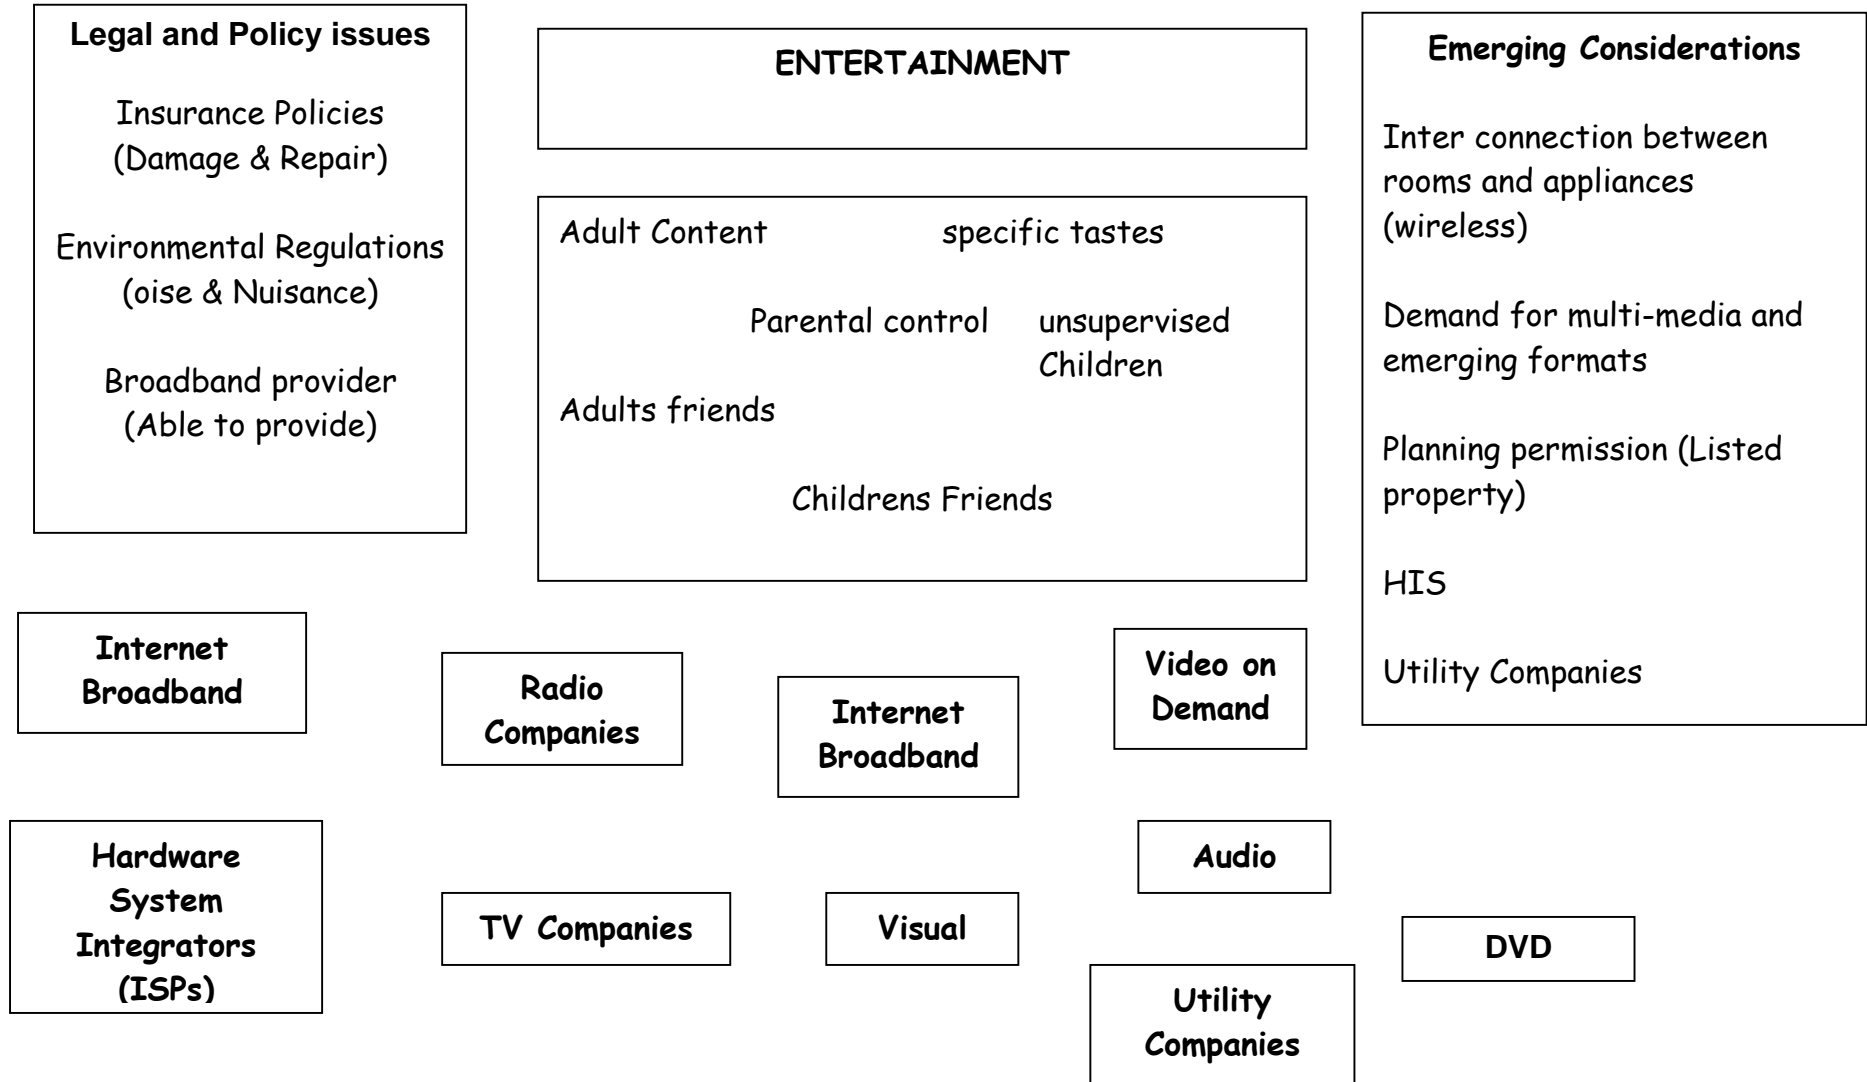 Legal and Policy issues
Insurance Policies
(Damage & Repair)
Environmental Regulations
(oise & Nuisance)
Broadband provider
(Able to provide)
ENTERTAINMENT
Adult Content specific tastes
Parental control unsupervised
Children
Adults friends
Childrens Friends
Emerging Considerations
Inter connection between
rooms and appliances
(wireless)
Demand for multi-media and
emerging formats
Planning permission (Listed
property)
HIS
Utility Companies
Internet
Broadband
Radio
Companies
Internet
Broadband
Video on
Demand
Hardware
System
Integrators
(ISPs)
TV Companies
Visual
Audio
Utility
Companies
DVD